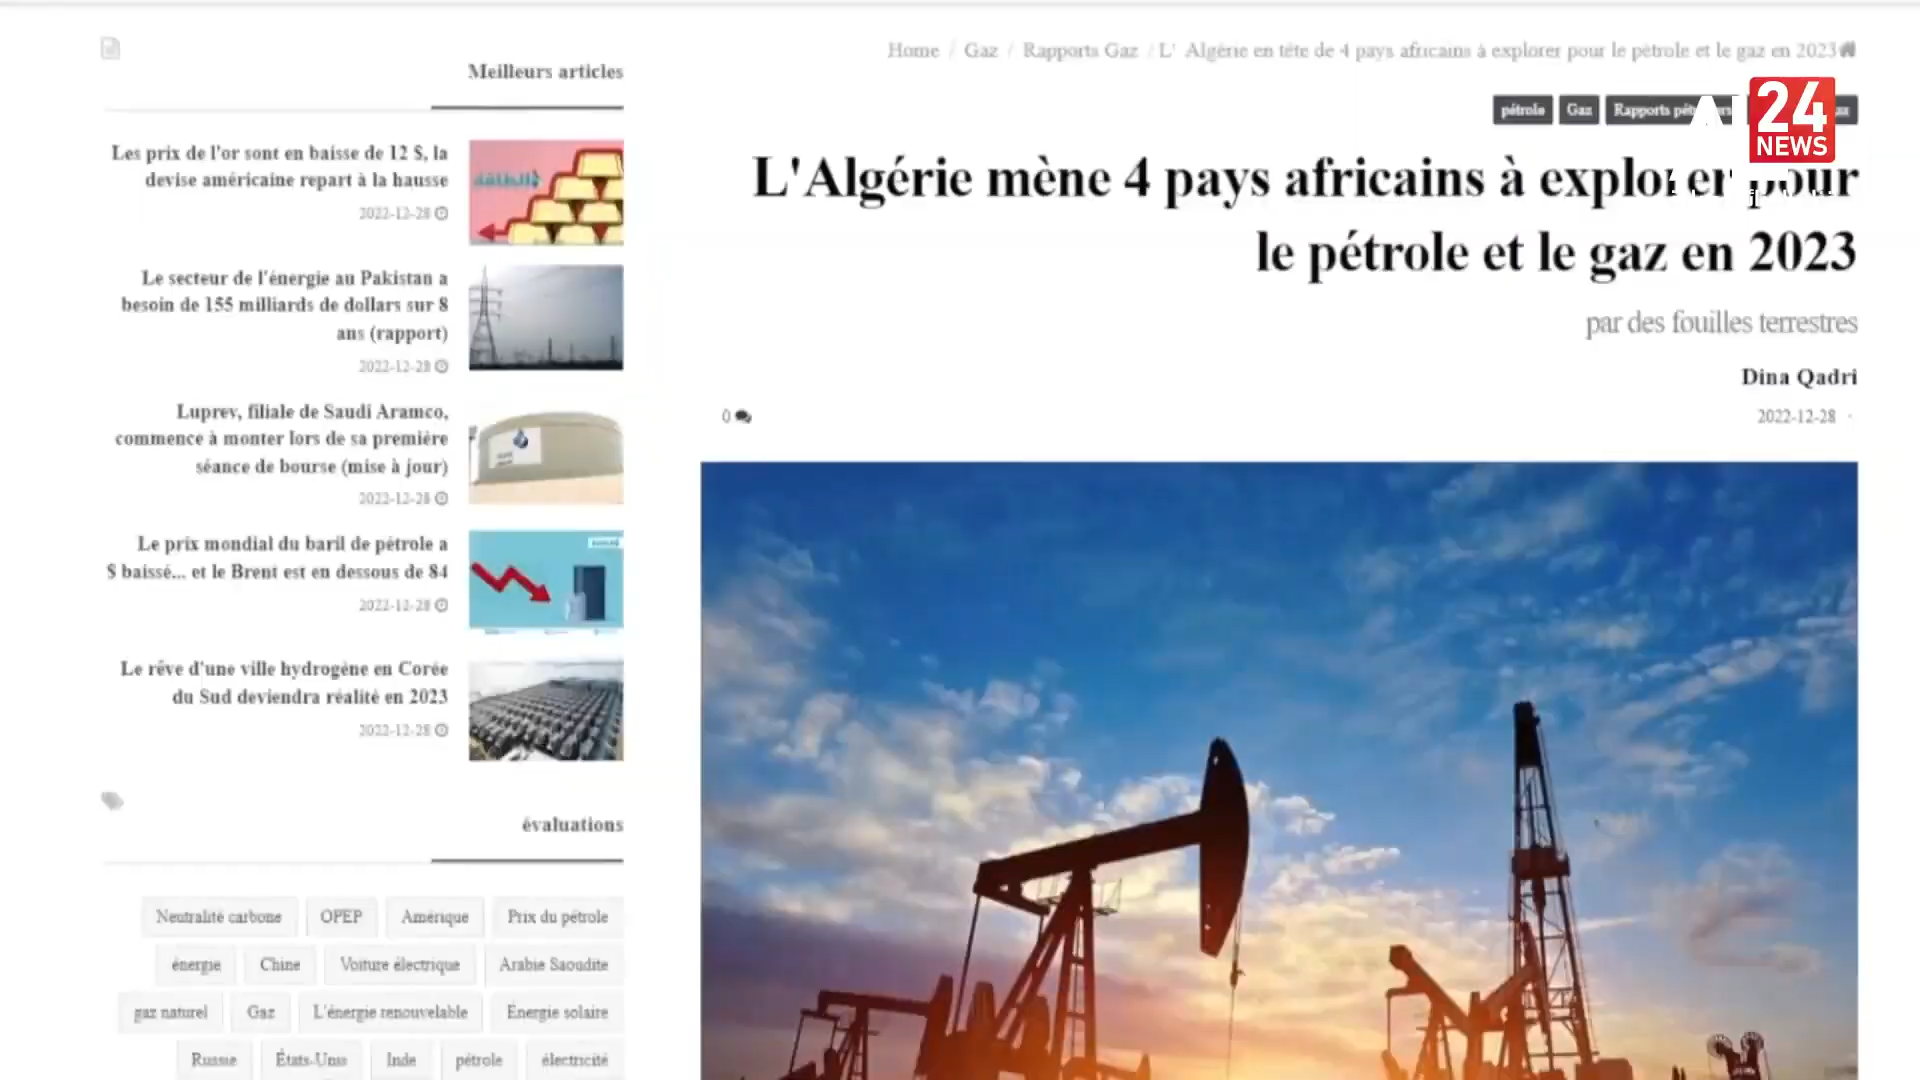 Home / Gaz / Rapports Gaz / L' Algérie en tête de 4 pays africains à explorer pour le pétrole et le gaz en 2023
pétrole
Gaz
24
NEWS
L'Algérie mène 4 pays africains à explorer pour
le pétrole et le gaz en 2023
par des fouilles terrestres
Dina Qadri
2022-12-28
0
Meilleurs articles
Les prix de l'or sont en baisse de 12 $, la
devise américaine repart à la hausse
2022-12-28
Le secteur de l'énergie au Pakistan a
besoin de 155 milliards de dollars sur 8
ans (rapport)
2022-12-28
Luprev, filiale de Saudi Aramco,
commence à monter lors de sa première
séance de bourse (mise à jour)
2022-12-28
Le prix mondial du baril de pétrole a
$ baissé... et le Brent est en dessous de 84
2022-12-28
Le rêve d'une ville hydrogène en Corée
du Sud deviendra réalité en 2023
2022-12-28
évaluations
Neutralité carbone
OPEP
Amérique
Prix du pétrole
énergie
Chine
Voiture électrique
Arabie Saoudite
gaz naturel
Gaz
L'énergie renouvelable
Énergie solaire
Russie
États-Unis
Inde
pétrole
électricité